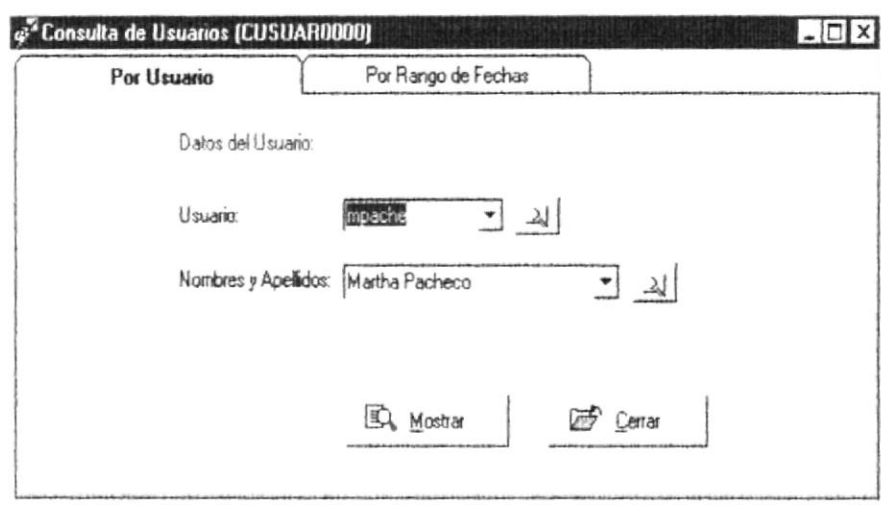 Consulta de Usuarios (CUSUAR0000)
Por Usuario Por Rango de Fechas
Datos del Usuario:
Usuario: mpache
Nombres y Apellidos: Martha Pacheco
Mostrar Cerrar